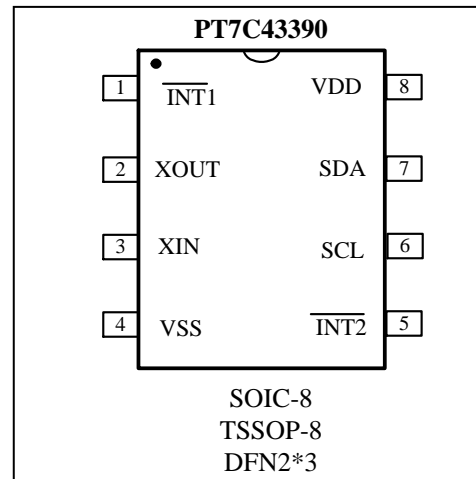 PT7C43390
1 INT1 VDD 8
2 XOUT SDA 7
3 XIN SCL 6
4 VSS INT2 5
SOIC-8
TSSOP-8
DFN2*3